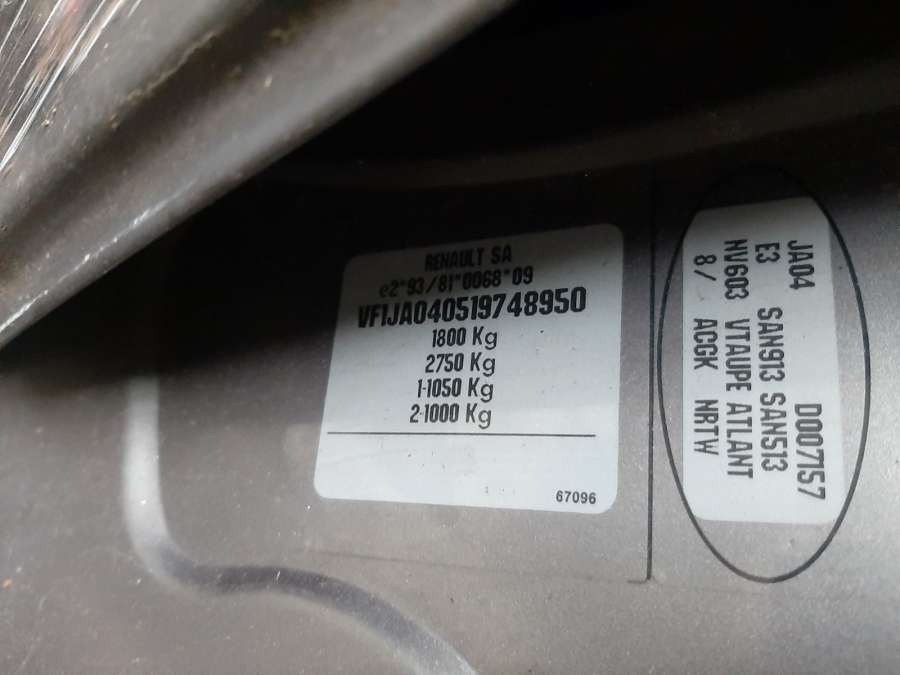 RENAULT SA
e2*93/81*0068*09
VF1JA040519748950
1800 Kg
2750 Kg
1-1050 Kg
2-1000 Kg
67096
D007157
JA04 SAN913 SAN513
E3 VTAUPE ATLANT
NV603 ACGK NRTW
8/